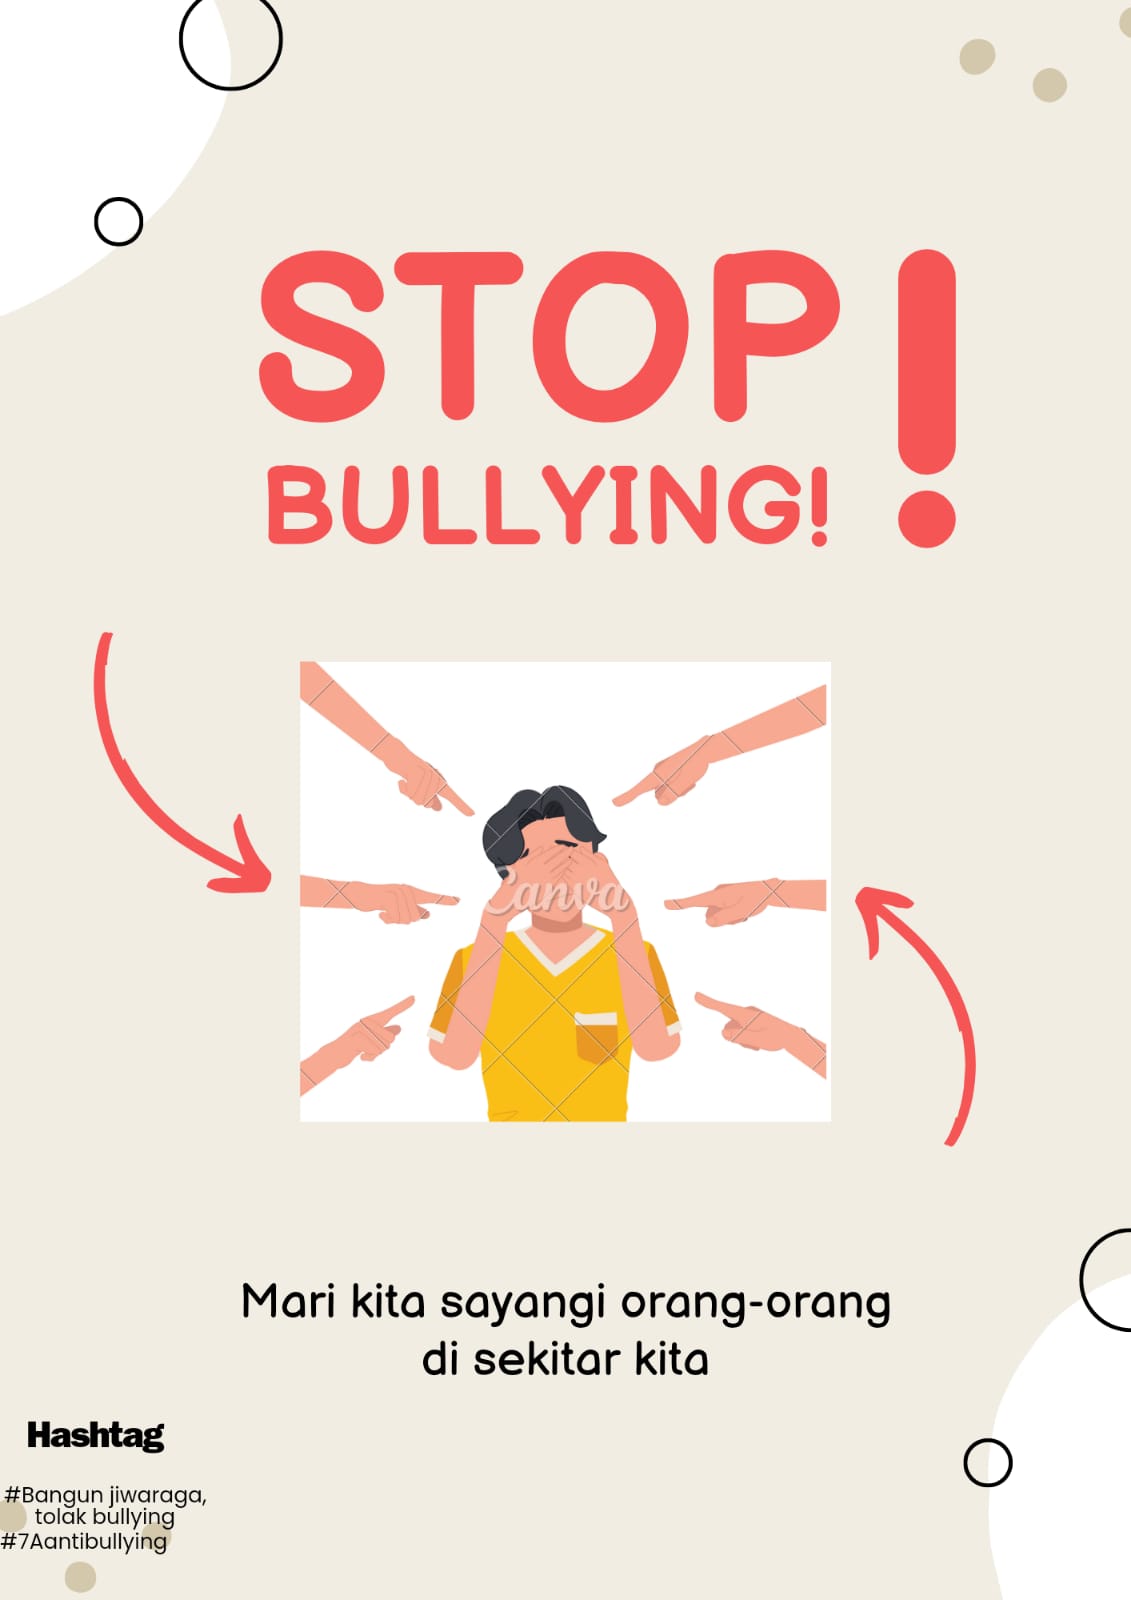 STOP !
BULLYING!
Canva
Mari kita sayangi orang-orang
di sekitar kita
Hashtag
#Bangun jiwaraga,
tolak bullying
#7Aantibullying